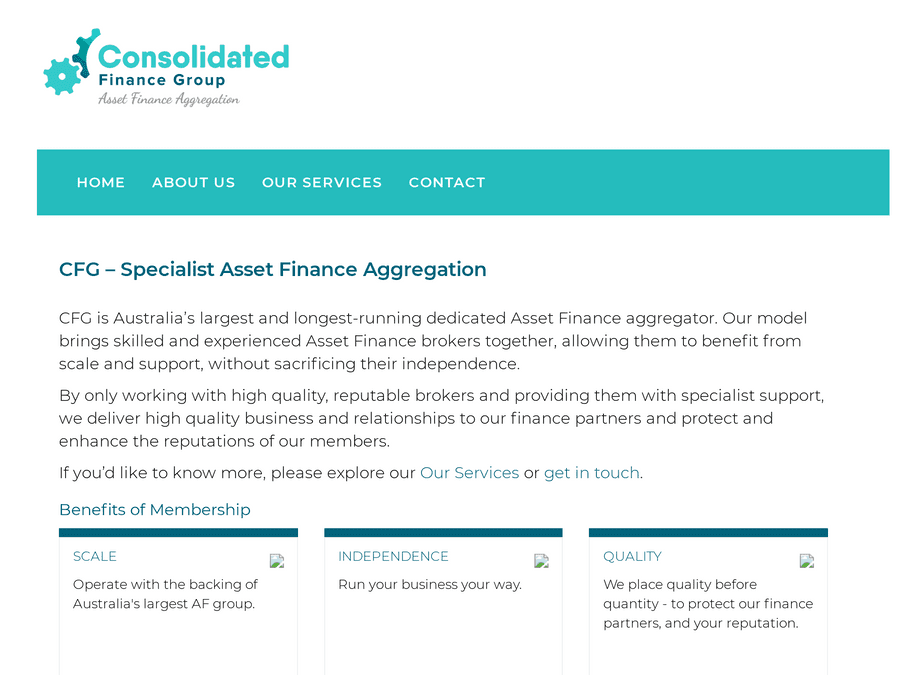 Consolidated
Finance Group
Asset Finance Aggregation
HOME ABOUT US OUR SERVICES CONTACT
CFG – Specialist Asset Finance Aggregation
CFG is Australia’s largest and longest-running dedicated Asset Finance aggregator. Our model
brings skilled and experienced Asset Finance brokers together, allowing them to benefit from
scale and support, without sacrificing their independence.
By only working with high quality, reputable brokers and providing them with specialist support,
we deliver high quality business and relationships to our finance partners and protect and
enhance the reputations of our members.
If you’d like to know more, please explore our Our Services or get in touch.
Benefits of Membership
SCALE
Operate with the backing of
Australia's largest AF group.
INDEPENDENCE
Run your business your way.
QUALITY
We place quality before
quantity - to protect our finance
partners, and your reputation.